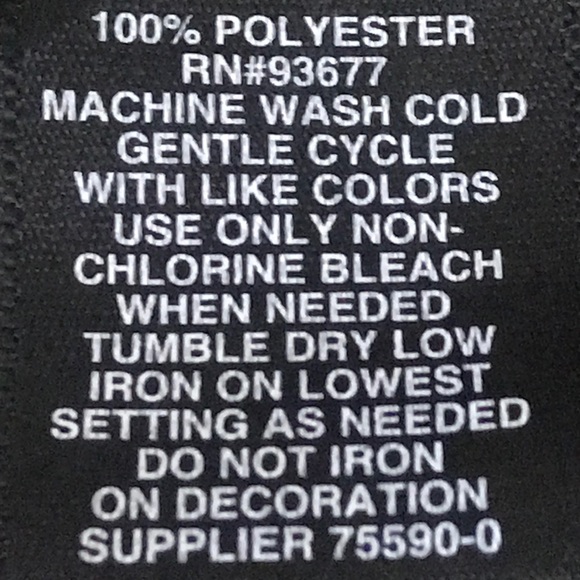 100% POLYESTER
RN#93677
MACHINE WASH COLD
GENTLE CYCLE
WITH LIKE COLORS
USE ONLY NON-
CHLORINE BLEACH
WHEN NEEDED
TUMBLE DRY LOW
IRON ON LOWEST
SETTING AS NEEDED
DO NOT IRON
ON DECORATION
SUPPLIER 75590-0